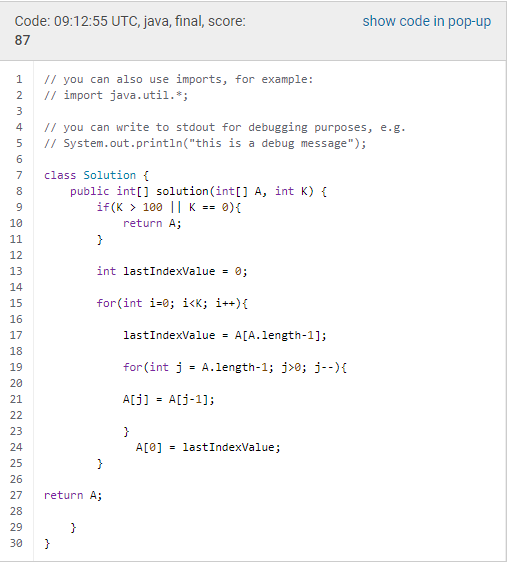 Code: 09:12:55 UTC, java, final, score: show code in pop-up
87
1 // you can also use imports, for example:
2 // import java.util.*;
3
4 // you can write to stdout for debugging purposes, e.g.
5 // System.out.println("this is a debug message");
6
7 class Solution {
8     public int[] solution(int[] A, int K) {
9         if(K > 100 || K == 0){
10             return A;
11         }
12
13         int lastIndexValue = 0;
14
15         for(int i=0; i<K; i++){
16
17             lastIndexValue = A[A.length-1];
18
19             for(int j = A.length-1; j>0; j--){
20
21             A[j] = A[j-1];
22
23             }
24               A[0] = lastIndexValue;
25         }
26
27 return A;
28
29     }
30 }